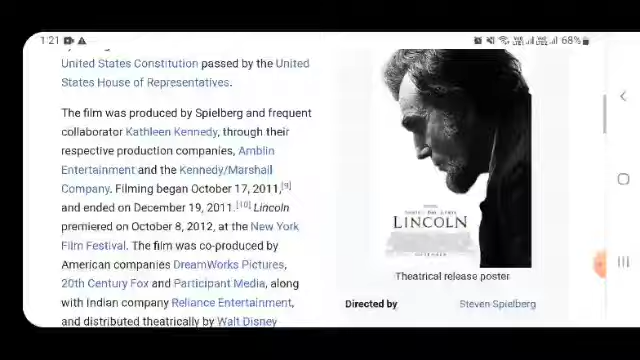 1:21
68%
United States Constitution passed by the United
States House of Representatives.
The film was produced by Spielberg and frequent
collaborator Kathleen Kennedy, through their
respective production companies, Amblin
Entertainment and the Kennedy/Marshall
Company. Filming began October 17, 2011,[9]
and ended on December 19, 2011.[10] Lincoln
premiered on October 8, 2012, at the New York
Film Festival. The film was co-produced by
American companies DreamWorks Pictures,
20th Century Fox and Participant Media, along
with Indian company Reliance Entertainment,
and distributed theatrically by Walt Disney
LINCOLN
Theatrical release poster
Directed by Steven Spielberg